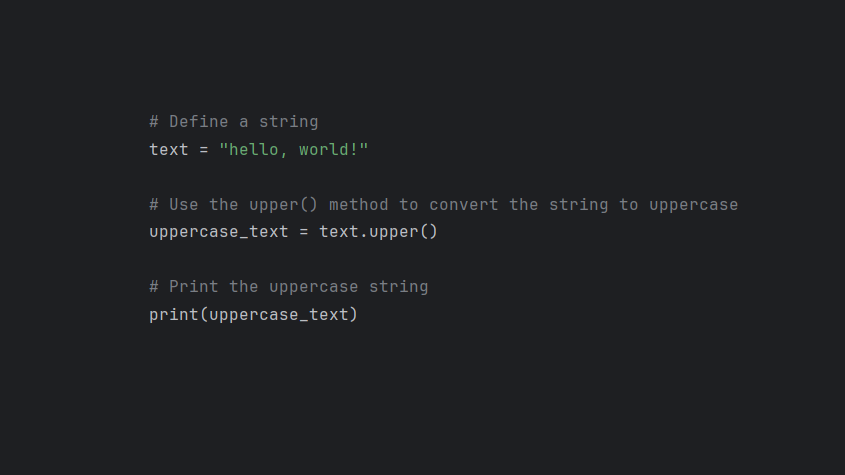 # Define a string
text = "hello, world!"
# Use the upper() method to convert the string to uppercase
uppercase_text = text.upper()
# Print the uppercase string
print(uppercase_text)